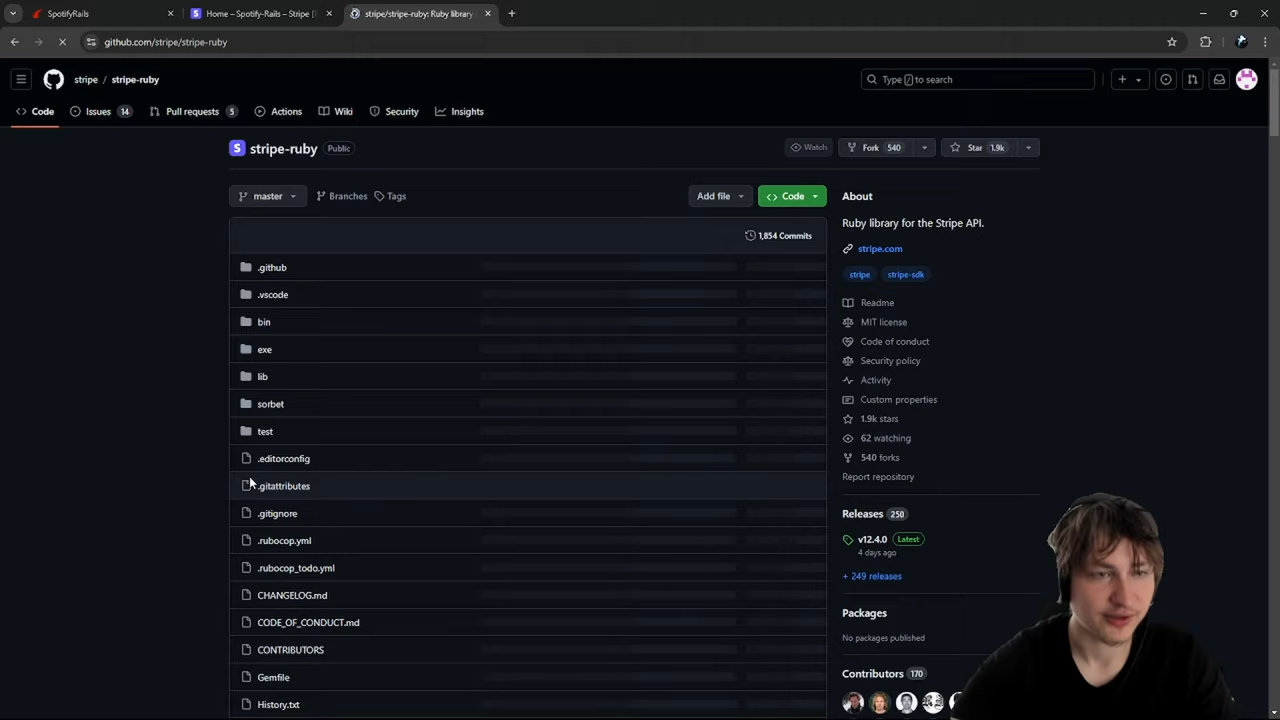 SpotifyRails
Home – Spotify-Rails – Stripe [
stripe/stripe-ruby: Ruby library
github.com/stripe/stripe-ruby
stripe / stripe-ruby
Type / to search
Code
Issues 14
Pull requests 5
Actions
Wiki
Security
Insights
stripe-ruby Public
Watch
Fork 540
Star 1.9k
master
Branches
Tags
Add file
Code
1,854 Commits
.github
.vscode
bin
exe
lib
sorbet
test
.editorconfig
.gitattributes
.gitignore
.rubocop.yml
.rubocop_todo.yml
CHANGELOG.md
CODE_OF_CONDUCT.md
CONTRIBUTORS
Gemfile
History.txt
About
Ruby library for the Stripe API.
stripe.com
stripe stripe-sdk
Readme
MIT license
Code of conduct
Security policy
Activity
Custom properties
1.9k stars
62 watching
540 forks
Report repository
Releases 250
v12.4.0 Latest
4 days ago
+ 249 releases
Packages
No packages published
Contributors 170